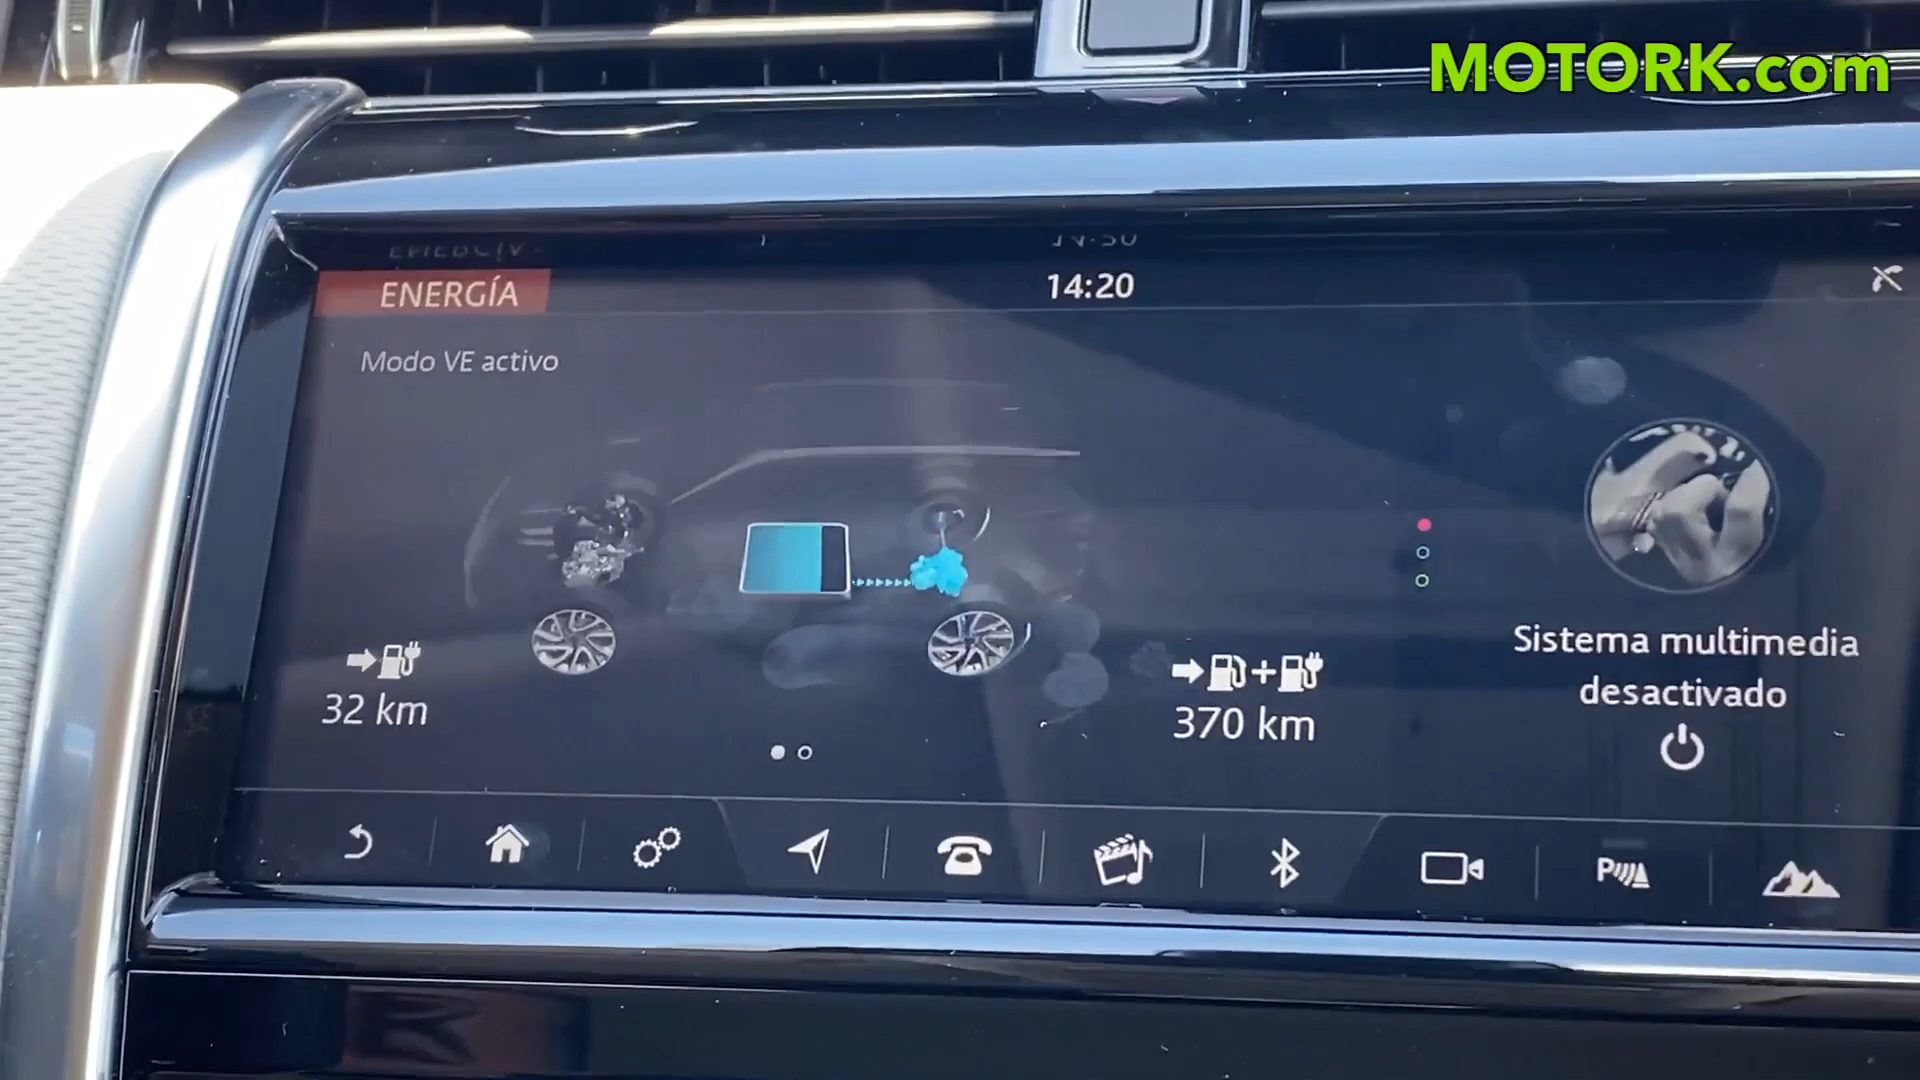 MOTORK.com
ENERGÍA
14:20
Modo VE activo
32 km
370 km
Sistema multimedia
desactivado
P